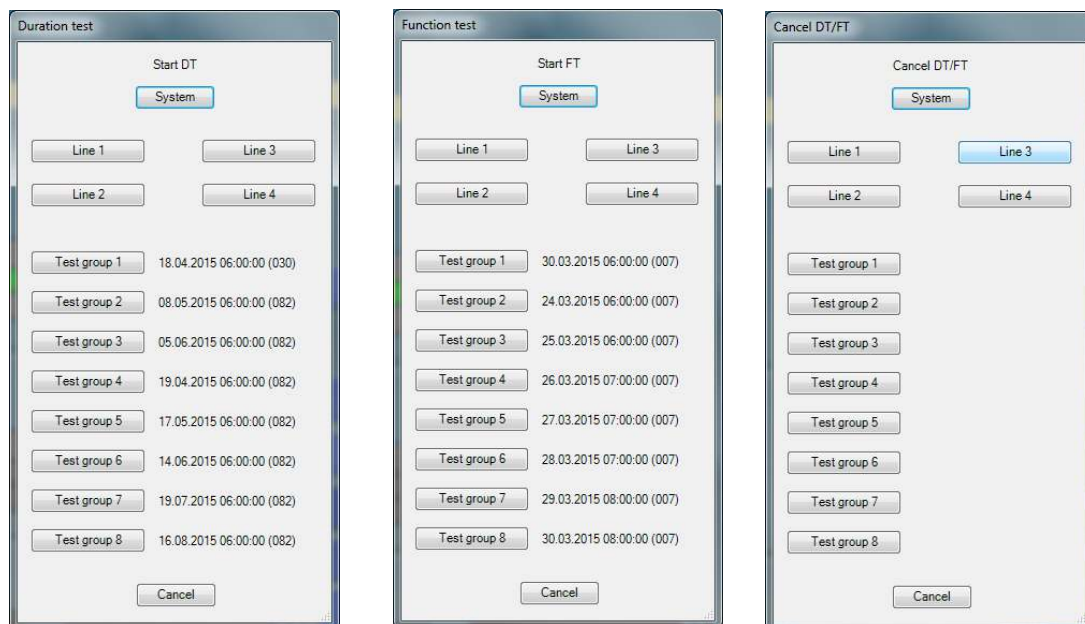 Duration test
Start DT
System
Line 1 Line 3
Line 2 Line 4
Test group 1 18.04.2015 06:00:00 (030)
Test group 2 08.05.2015 06:00:00 (082)
Test group 3 05.06.2015 06:00:00 (082)
Test group 4 19.04.2015 06:00:00 (082)
Test group 5 17.05.2015 06:00:00 (082)
Test group 6 14.06.2015 06:00:00 (082)
Test group 7 19.07.2015 06:00:00 (082)
Test group 8 16.08.2015 06:00:00 (082)
Cancel
Function test
Start FT
System
Line 1 Line 3
Line 2 Line 4
Test group 1 30.03.2015 06:00:00 (007)
Test group 2 24.03.2015 06:00:00 (007)
Test group 3 25.03.2015 06:00:00 (007)
Test group 4 26.03.2015 07:00:00 (007)
Test group 5 27.03.2015 07:00:00 (007)
Test group 6 28.03.2015 07:00:00 (007)
Test group 7 29.03.2015 08:00:00 (007)
Test group 8 30.03.2015 08:00:00 (007)
Cancel
Cancel DT/FT
Cancel DT/FT
System
Line 1 Line 3
Line 2 Line 4
Test group 1
Test group 2
Test group 3
Test group 4
Test group 5
Test group 6
Test group 7
Test group 8
Cancel